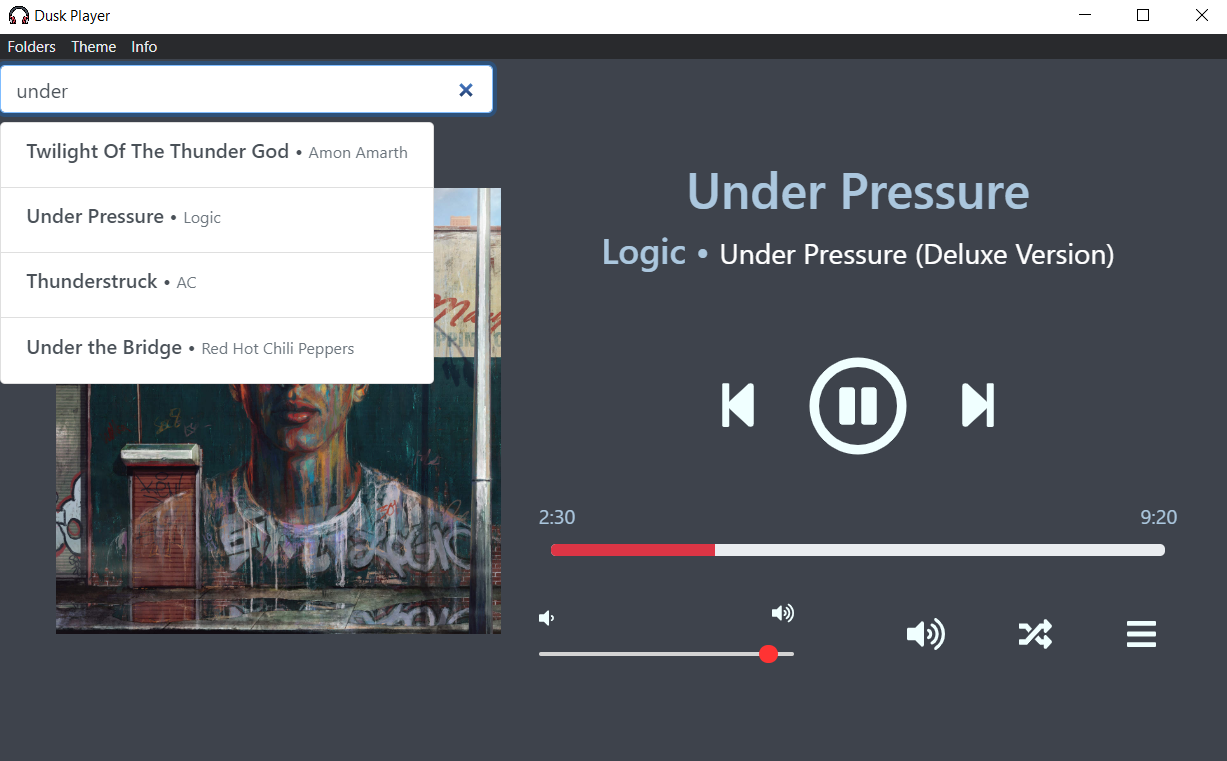 Dusk Player
Folders Theme Info
under
Twilight Of The Thunder God • Amon Amarth
Under Pressure • Logic
Thunderstruck • AC
Under the Bridge • Red Hot Chili Peppers
Under Pressure
Logic • Under Pressure (Deluxe Version)
2:30 9:20